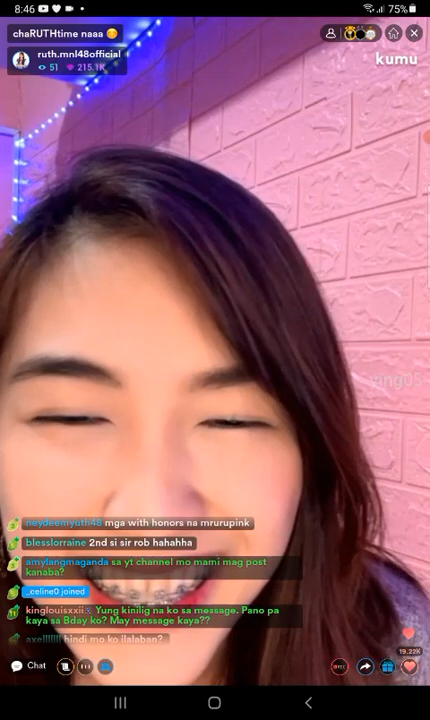 8:46
75%
chaRUTHtime naaa
ruth.mnl48official
51 215.1K
kumu
neydeemyuth48 mga with honors na mrurupink
blesslorraine 2nd si sir rob hahahha
amylangmaganda sa yt channel mo mami mag post
kanaba?
_.celine0 joined
kinglouisxxii Yung kinilig na ko sa message. Pano pa
kaya sa Bday ko? May message kaya??
hindi mo ko ilalaban?
Chat
19.22K